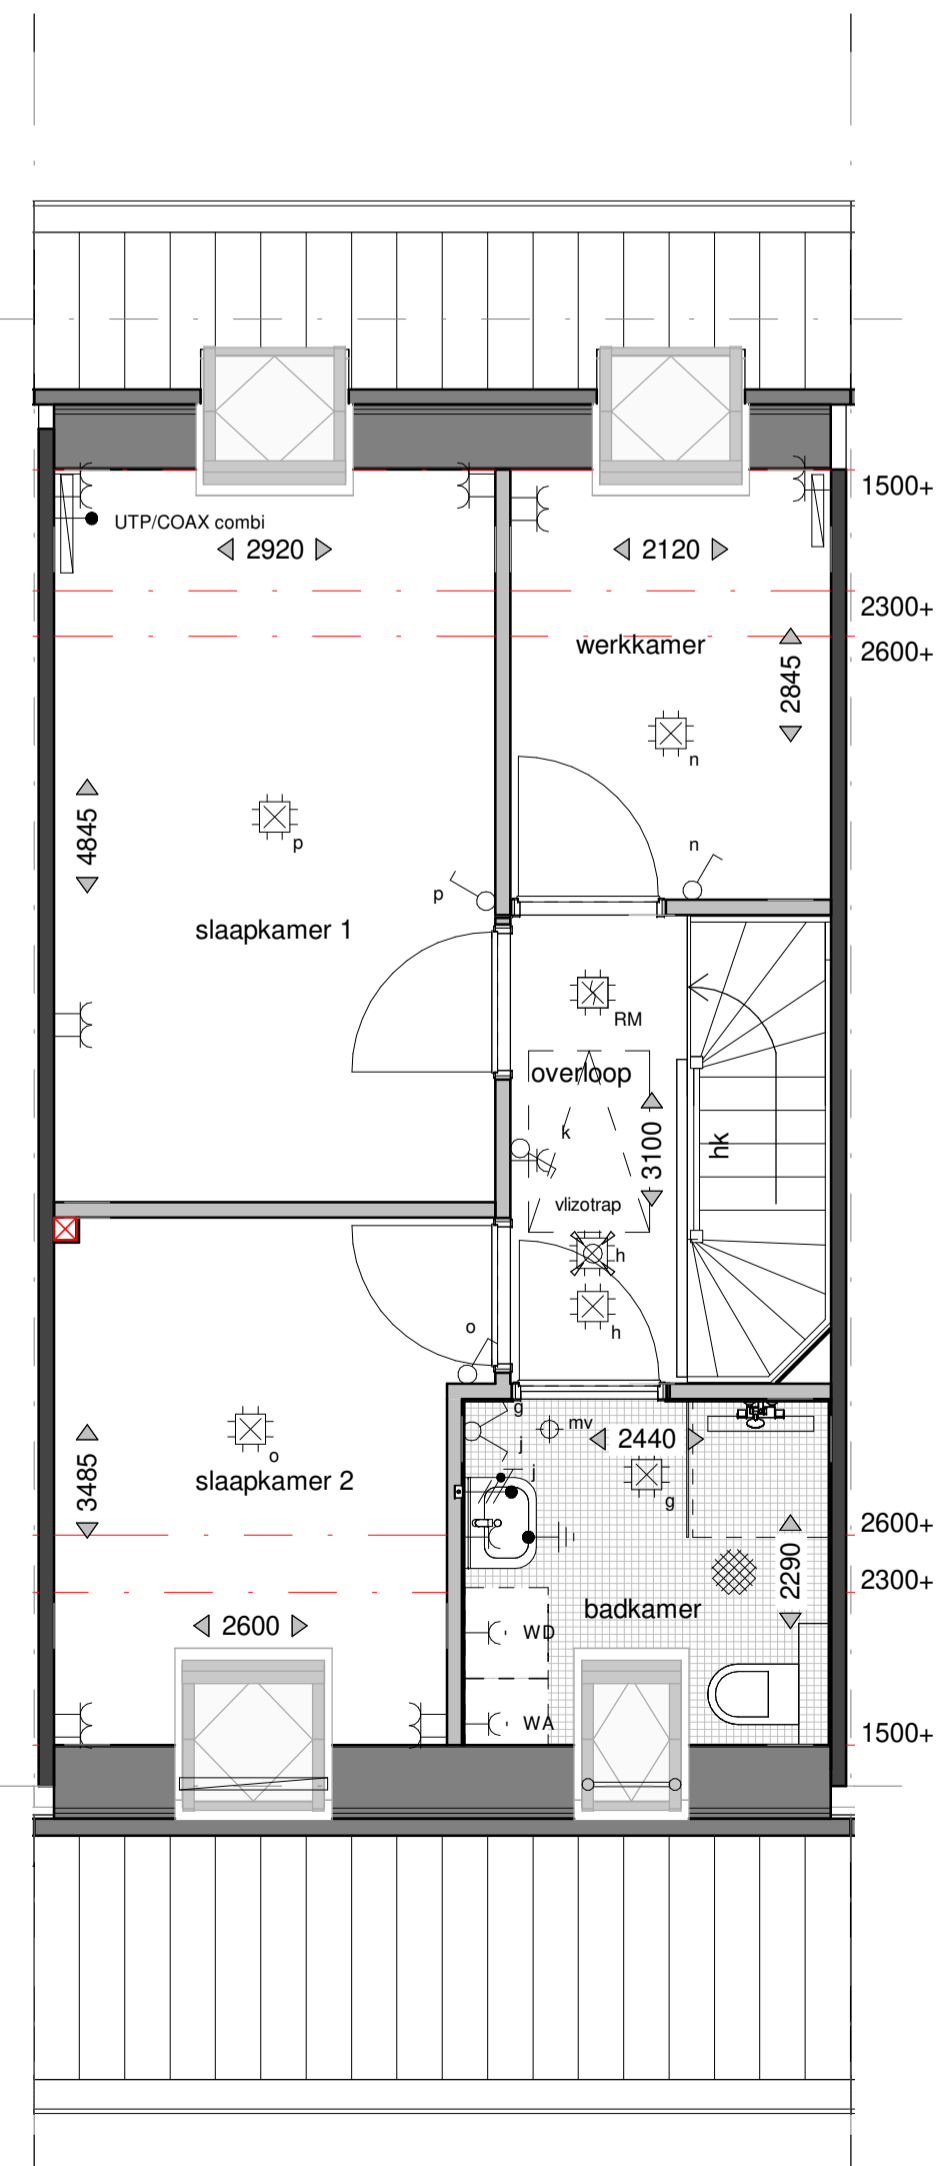 1500+
UTP/COAX combi
2920
2120
2300+
werkkamer
2600+
2845
n
p
4845
n
p
slaapkamer 1
RM
overloop
k
3100
hk
vlizotrap
h
h
o
g
mv
j
2440
o
j
slaapkamer 2
g
3485
2600+
2290
2300+
badkamer
2600
WD
WA
1500+